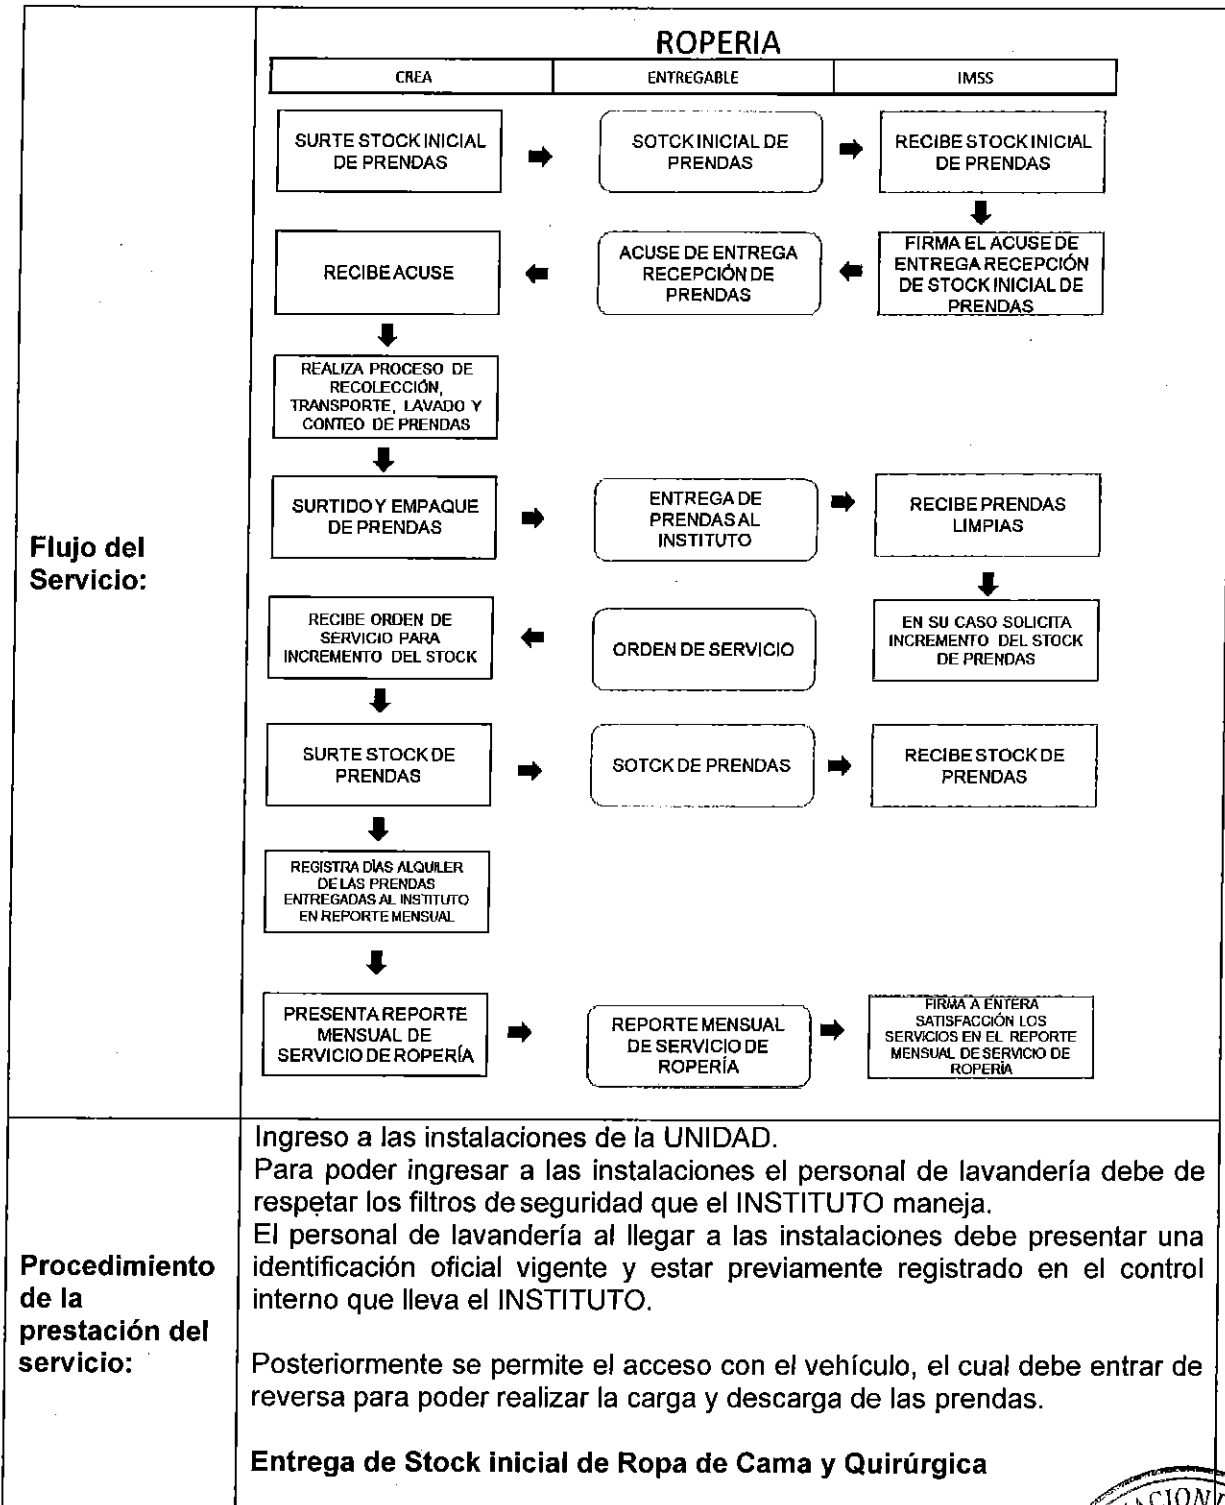 ROPERIA
CREA
ENTREGABLE
IMSS
SURTE STOCK INICIAL
DE PRENDAS
SOTCK INICIAL DE
PRENDAS
RECIBE STOCK INICIAL
DE PRENDAS
RECIBE ACUSE
ACUSE DE ENTREGA
RECEPCIÓN DE
PRENDAS
FIRMA EL ACUSE DE
ENTREGA RECEPCIÓN
DE STOCK INICIAL DE
PRENDAS
REALIZA PROCESO DE
RECOLECCIÓN,
TRANSPORTE, LAVADO Y
CONTEO DE PRENDAS
SURTIDO Y EMPAQUE
DE PRENDAS
ENTREGA DE
PRENDAS AL
INSTITUTO
RECIBE PRENDAS
LIMPIAS
Flujo del
Servicio:
RECIBE ORDEN DE
SERVICIO PARA
INCREMENTO DEL STOCK
ORDEN DE SERVICIO
EN SU CASO SOLICITA
INCREMENTO DEL STOCK
DE PRENDAS
SURTE STOCK DE
PRENDAS
SOTCK DE PRENDAS
RECIBE STOCK DE
PRENDAS
REGISTRA DÍAS ALQUILER
DE LAS PRENDAS
ENTREGADAS AL INSTITUTO
EN REPORTE MENSUAL
PRESENTA REPORTE
MENSUAL DE
SERVICIO DE ROPERÍA
REPORTE MENSUAL
DE SERVICIO DE
ROPERÍA
FIRMA A ENTERA
SATISFACCIÓN LOS
SERVICIOS EN EL REPORTE
MENSUAL DE SERVICIO DE
ROPERÍA
Procedimiento
de la
prestación del
servicio:
Ingreso a las instalaciones de la UNIDAD.
Para poder ingresar a las instalaciones el personal de lavandería debe de
respetar los filtros de seguridad que el INSTITUTO maneja.
El personal de lavandería al llegar a las instalaciones debe presentar una
identificación oficial vigente y estar previamente registrado en el control
interno que lleva el INSTITUTO.
Posteriormente se permite el acceso con el vehículo, el cual debe entrar de
reversa para poder realizar la carga y descarga de las prendas.
Entrega de Stock inicial de Ropa de Cama y Quirúrgica